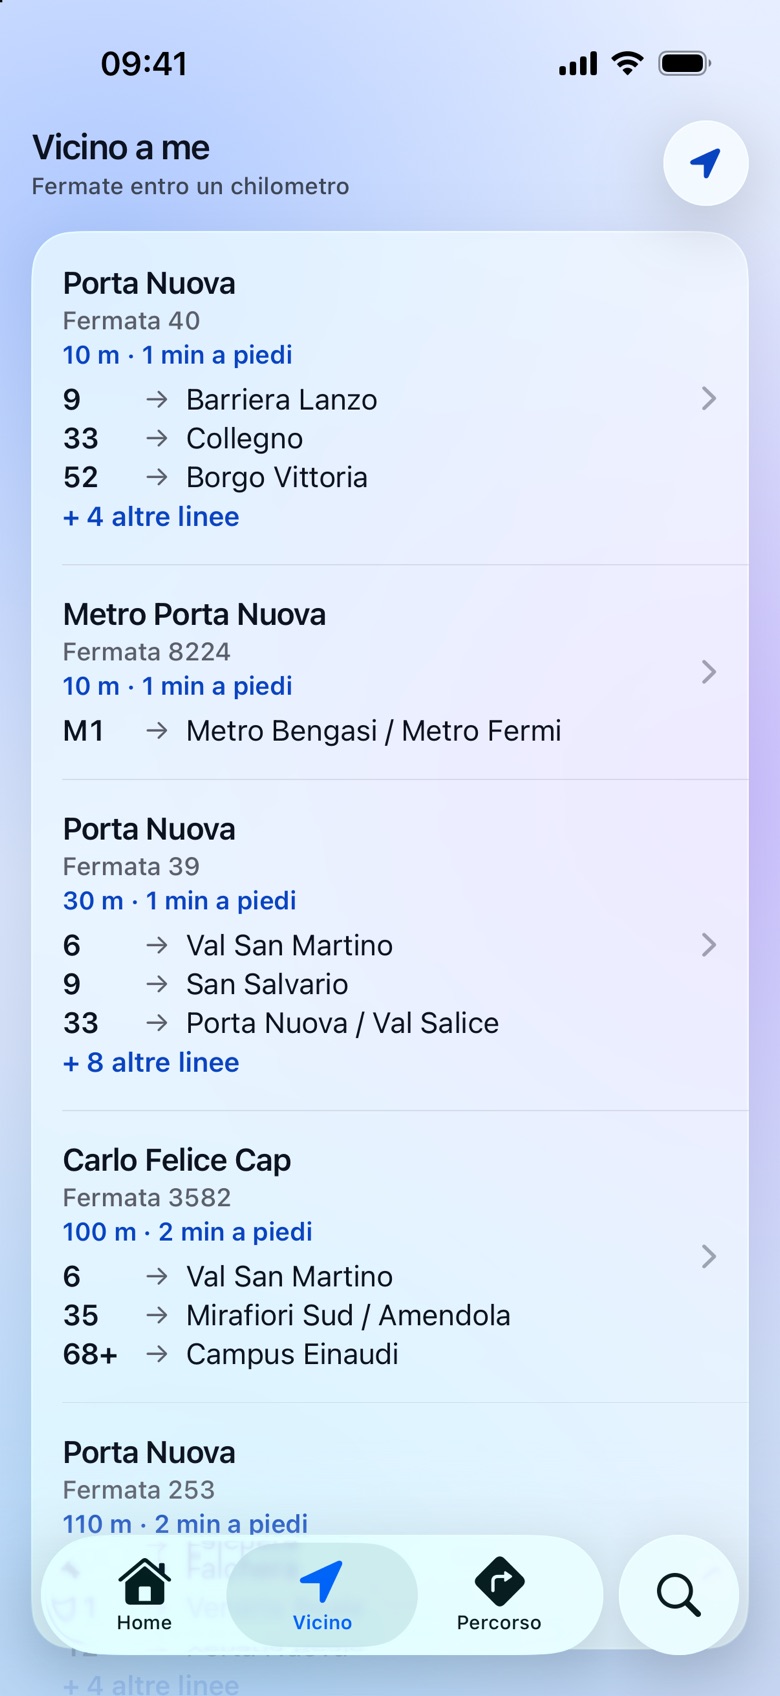 09:41
Vicino a me
Fermate entro un chilometro
Porta Nuova
Fermata 40
10 m · 1 min a piedi
9 → Barriera Lanzo
33 → Collegno
52 → Borgo Vittoria
+ 4 altre linee
Metro Porta Nuova
Fermata 8224
10 m · 1 min a piedi
M1 → Metro Bengasi / Metro Fermi
Porta Nuova
Fermata 39
30 m · 1 min a piedi
6 → Val San Martino
9 → San Salvario
33 → Porta Nuova / Val Salice
+ 8 altre linee
Carlo Felice Cap
Fermata 3582
100 m · 2 min a piedi
6 → Val San Martino
35 → Mirafiori Sud / Amendola
68+ → Campus Einaudi
Porta Nuova
Fermata 253
110 m · 2 min a piedi
Home
Vicino
Percorso
+ 4 altre linee